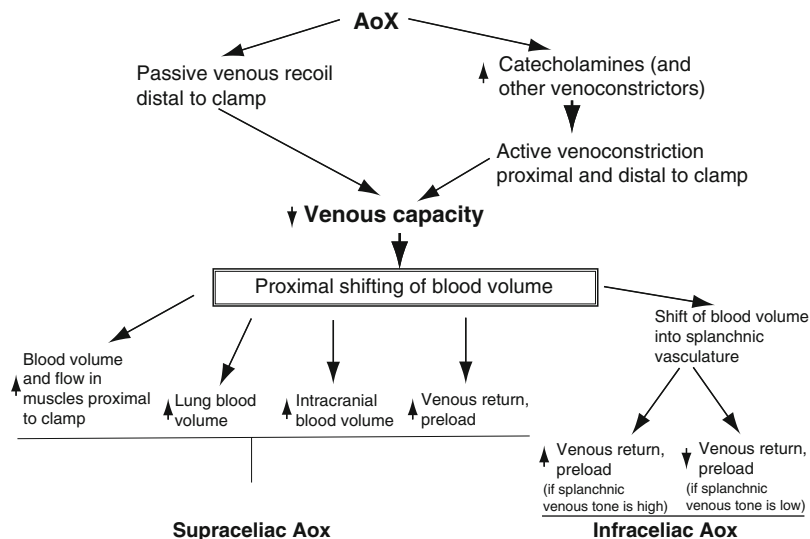 AoX
Passive venous recoil
distal to clamp
Catecholamines (and
other venoconstrictors)
Active venoconstriction
proximal and distal to clamp
Venous capacity
Proximal shifting of blood volume
Blood volume
and flow in
muscles proximal
to clamp
Lung blood
volume
Intracranial
blood volume
Venous return,
preload
Shift of blood volume
into splanchnic
vasculature
Venous return,
preload
(if splanchnic
venous tone is high)
Venous return,
preload
(if splanchnic
venous tone is low)
Supraceliac Aox
Infraceliac Aox